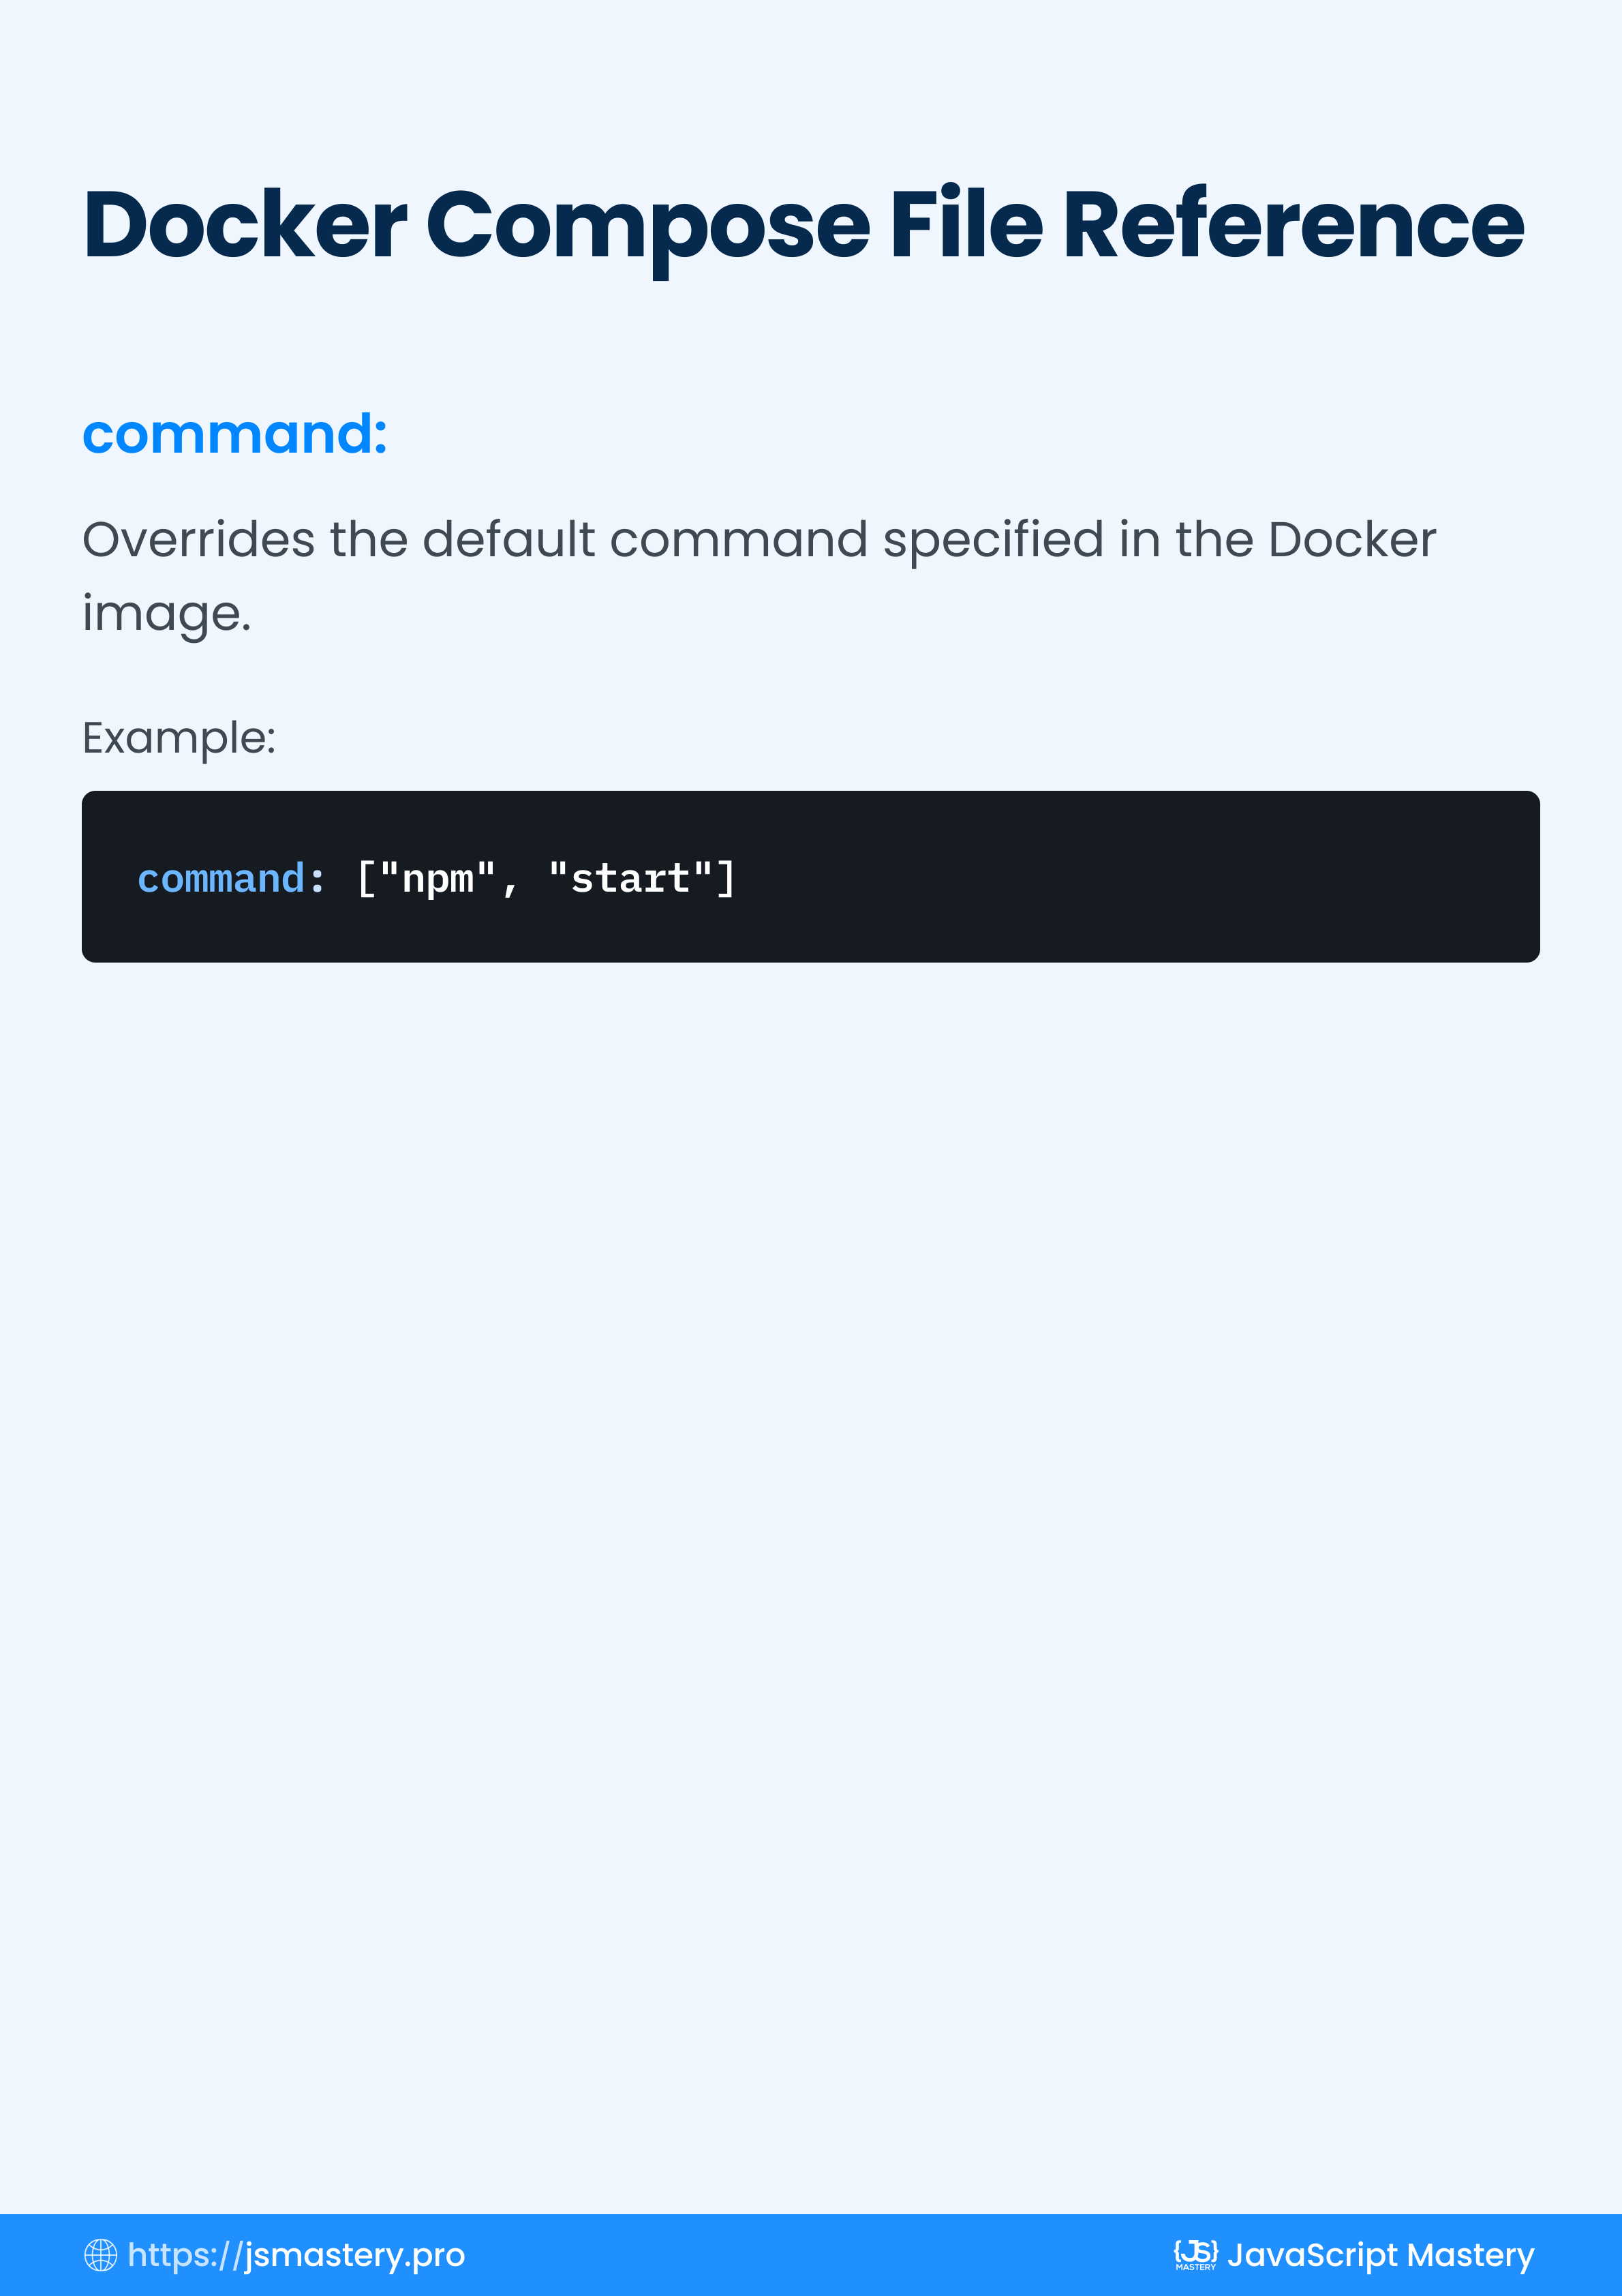 Docker Compose File Reference
command:
Overrides the default command specified in the Docker
image.
Example:
command: ["npm", "start"]
https://jsmastery.pro
{JS} MASTERY JavaScript Mastery